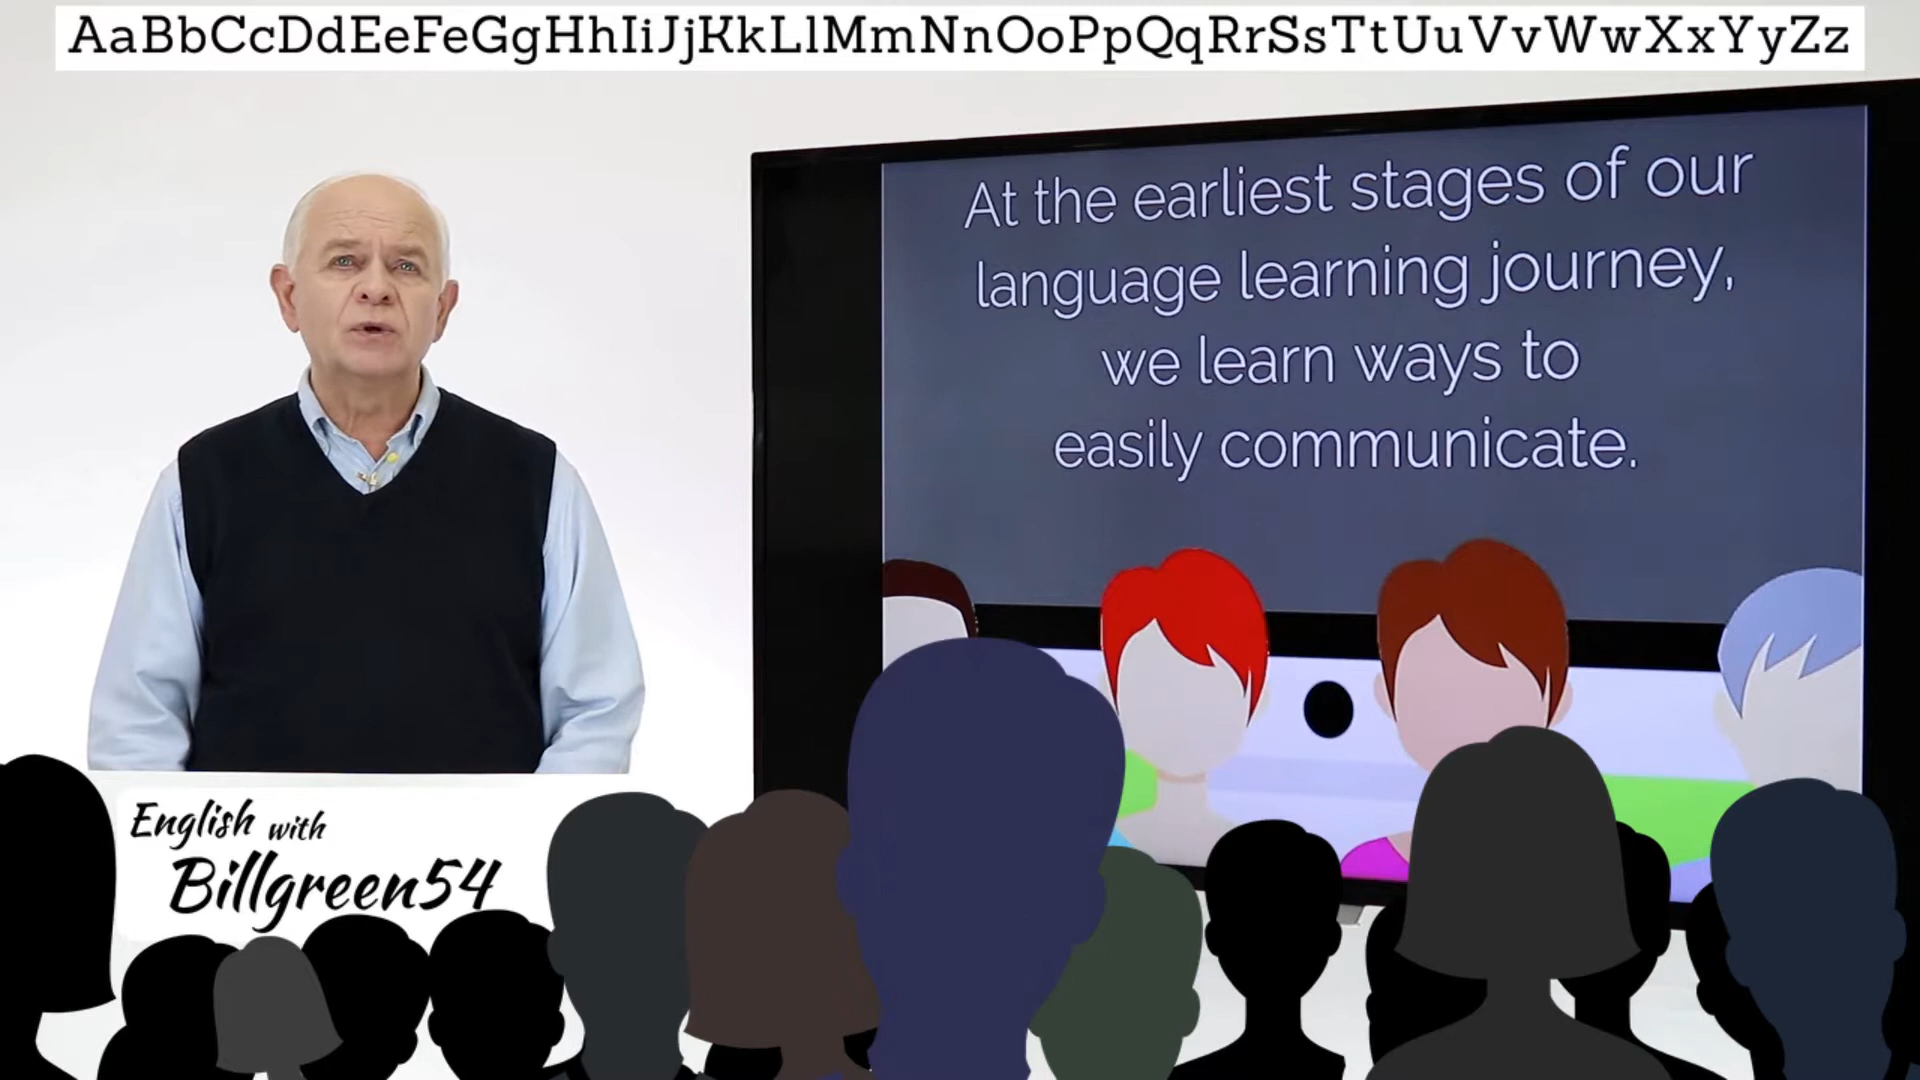 AaBbCcDdEeFeGgHhIiJjKkLlMmNnOoPpQqRrSsTtUuVvWwXxYyZz
At the earliest stages of our
language learning journey,
we learn ways to
easily communicate.
English with
Billgreen54